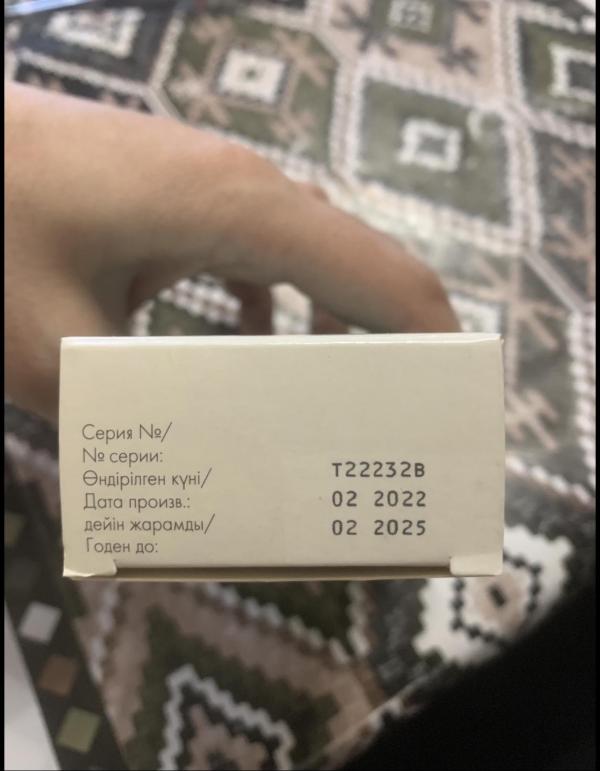 Серия №/
№ серии:
Өндірілген күні/
Дата произв.:
дейін жарамды/
Годен до:
T22232B
02 2022
02 2025